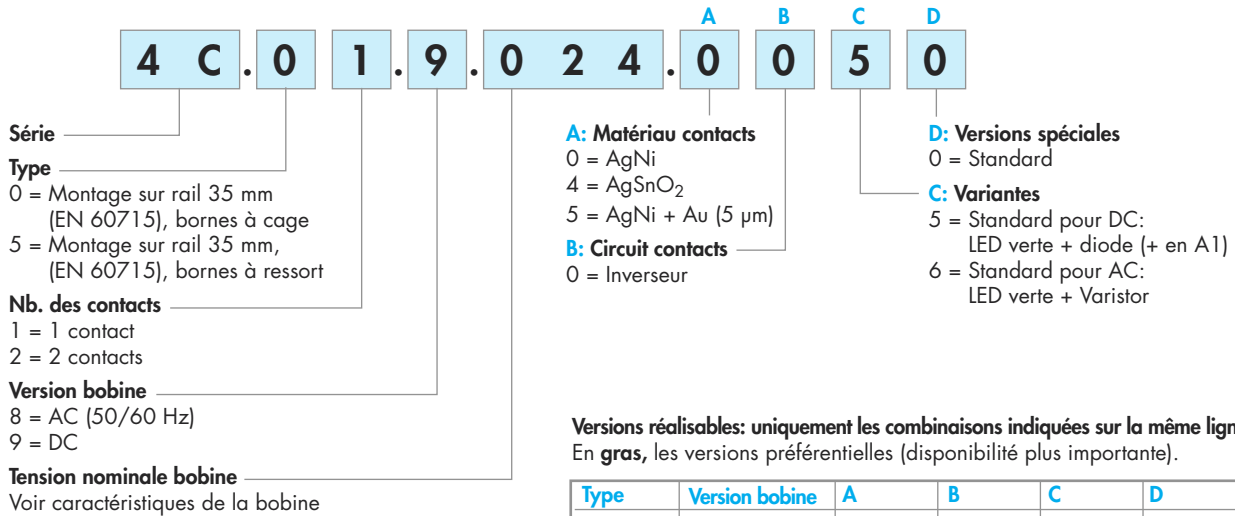 A B C D
4 C . 0 1 . 9 . 0 2 4 . 0 0 5 0
Série
Type
0 = Montage sur rail 35 mm
(EN 60715), bornes à cage
5 = Montage sur rail 35 mm,
(EN 60715), bornes à ressort
Nb. des contacts
1 = 1 contact
2 = 2 contacts
Version bobine
8 = AC (50/60 Hz)
9 = DC
Tension nominale bobine
Voir caractéristiques de la bobine
A: Matériau contacts
0 = AgNi
4 = AgSnO₂
5 = AgNi + Au (5 µm)
B: Circuit contacts
0 = Inverseur
D: Versions spéciales
0 = Standard
C: Variantes
5 = Standard pour DC:
LED verte + diode (+ en A1)
6 = Standard pour AC:
LED verte + Varistor
Versions réalisables: uniquement les combinaisons indiquées sur la même lign
En gras, les versions préférentielles (disponibilité plus importante).
Type Version bobine A B C D